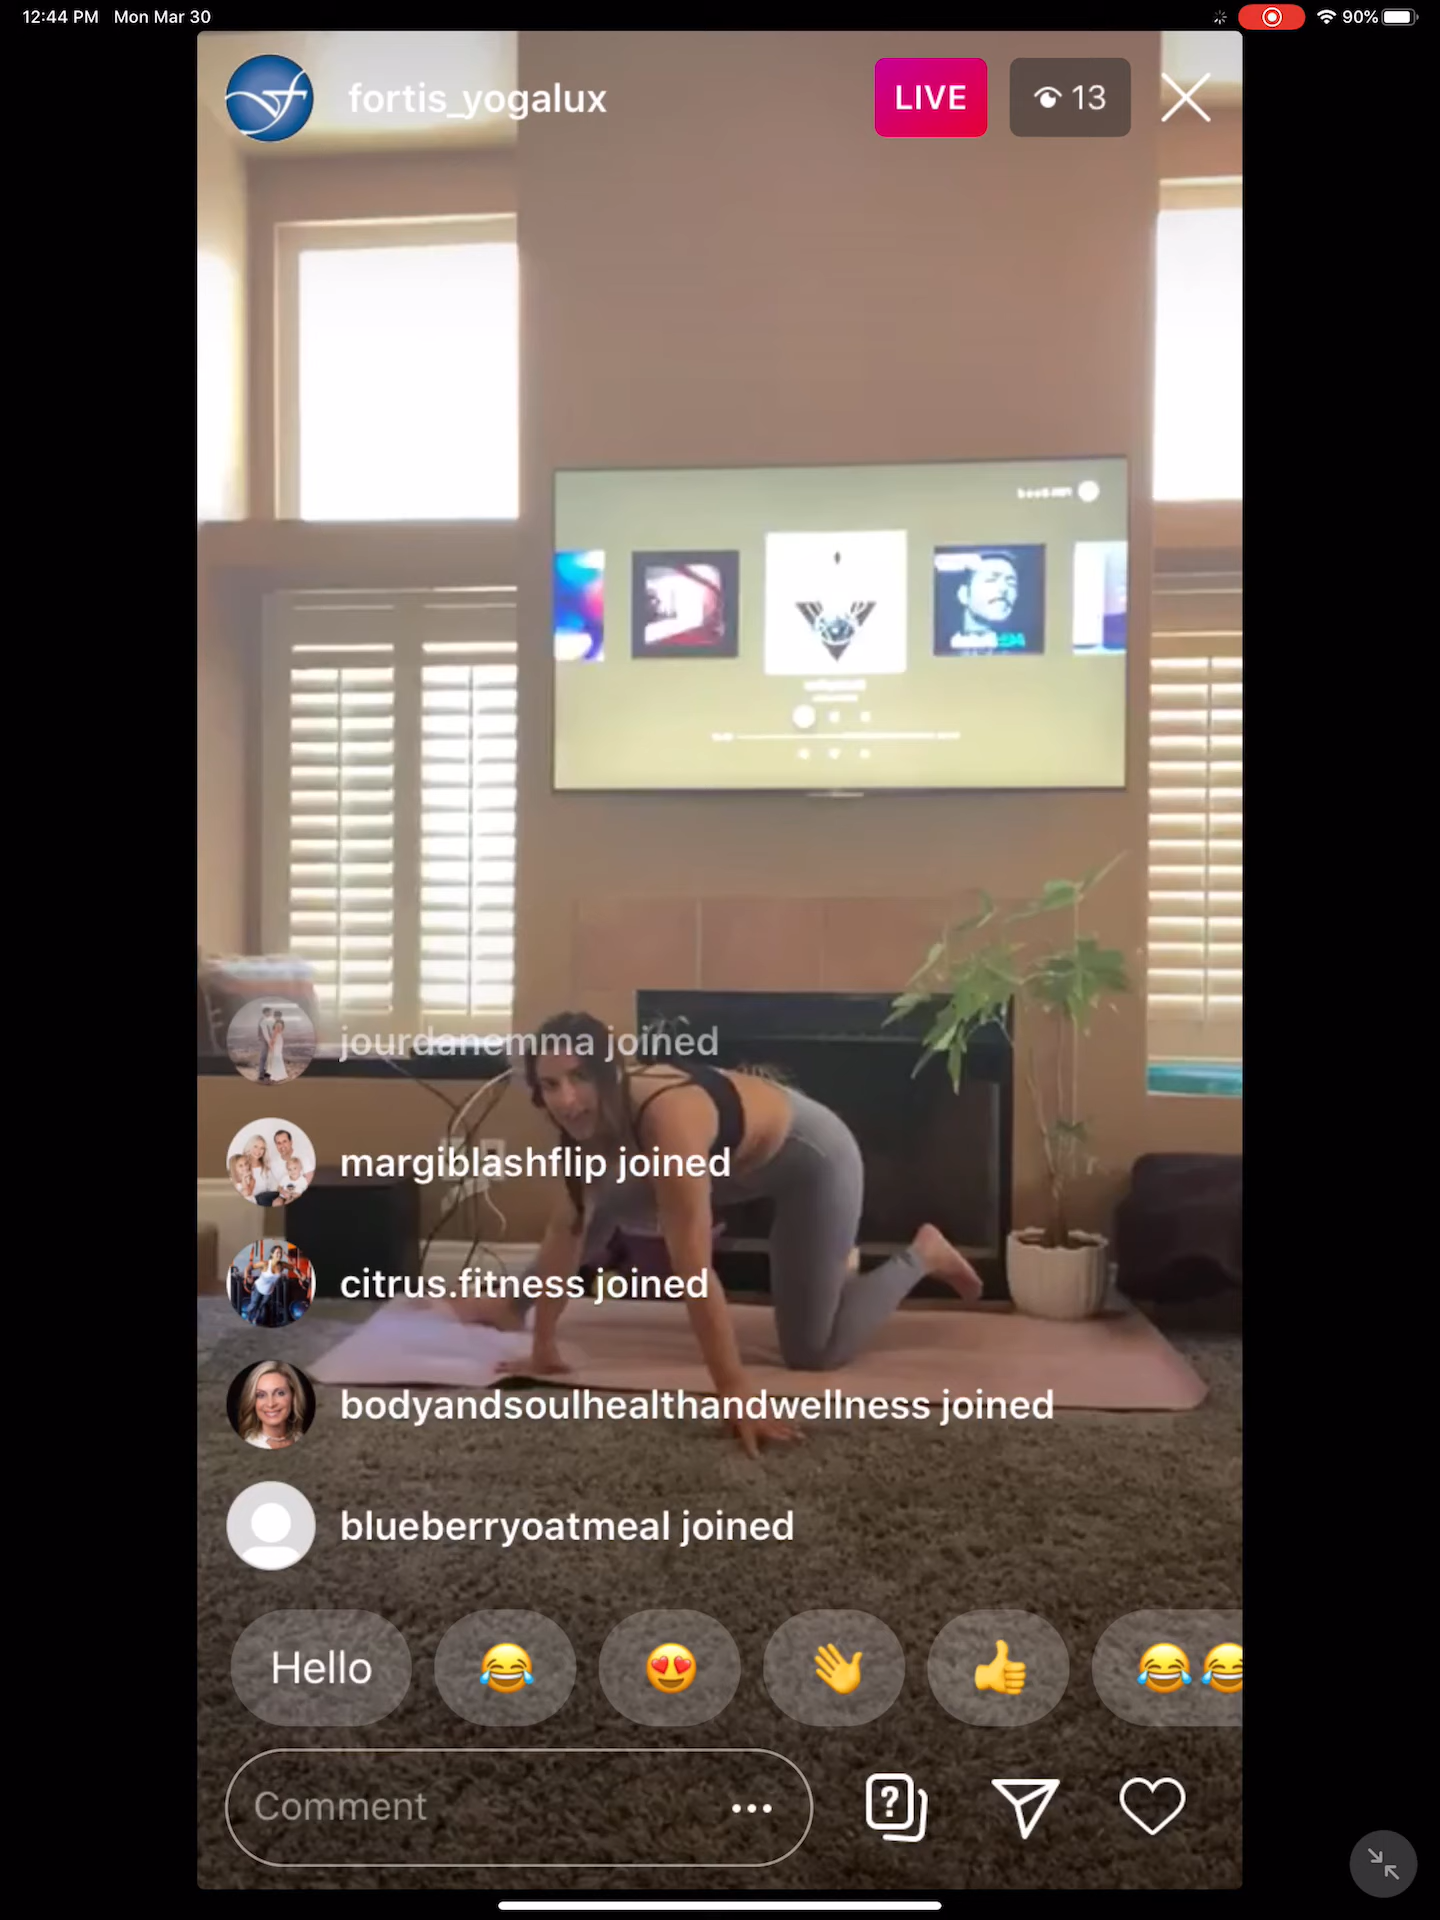 12:44 PM Mon Mar 30
90%
fortis_yogalux
LIVE
13
jourdanemma joined
margiblashflip joined
citrus.fitness joined
bodyandsoulhealthandwellness joined
blueberryoatmeal joined
Hello
Comment
?